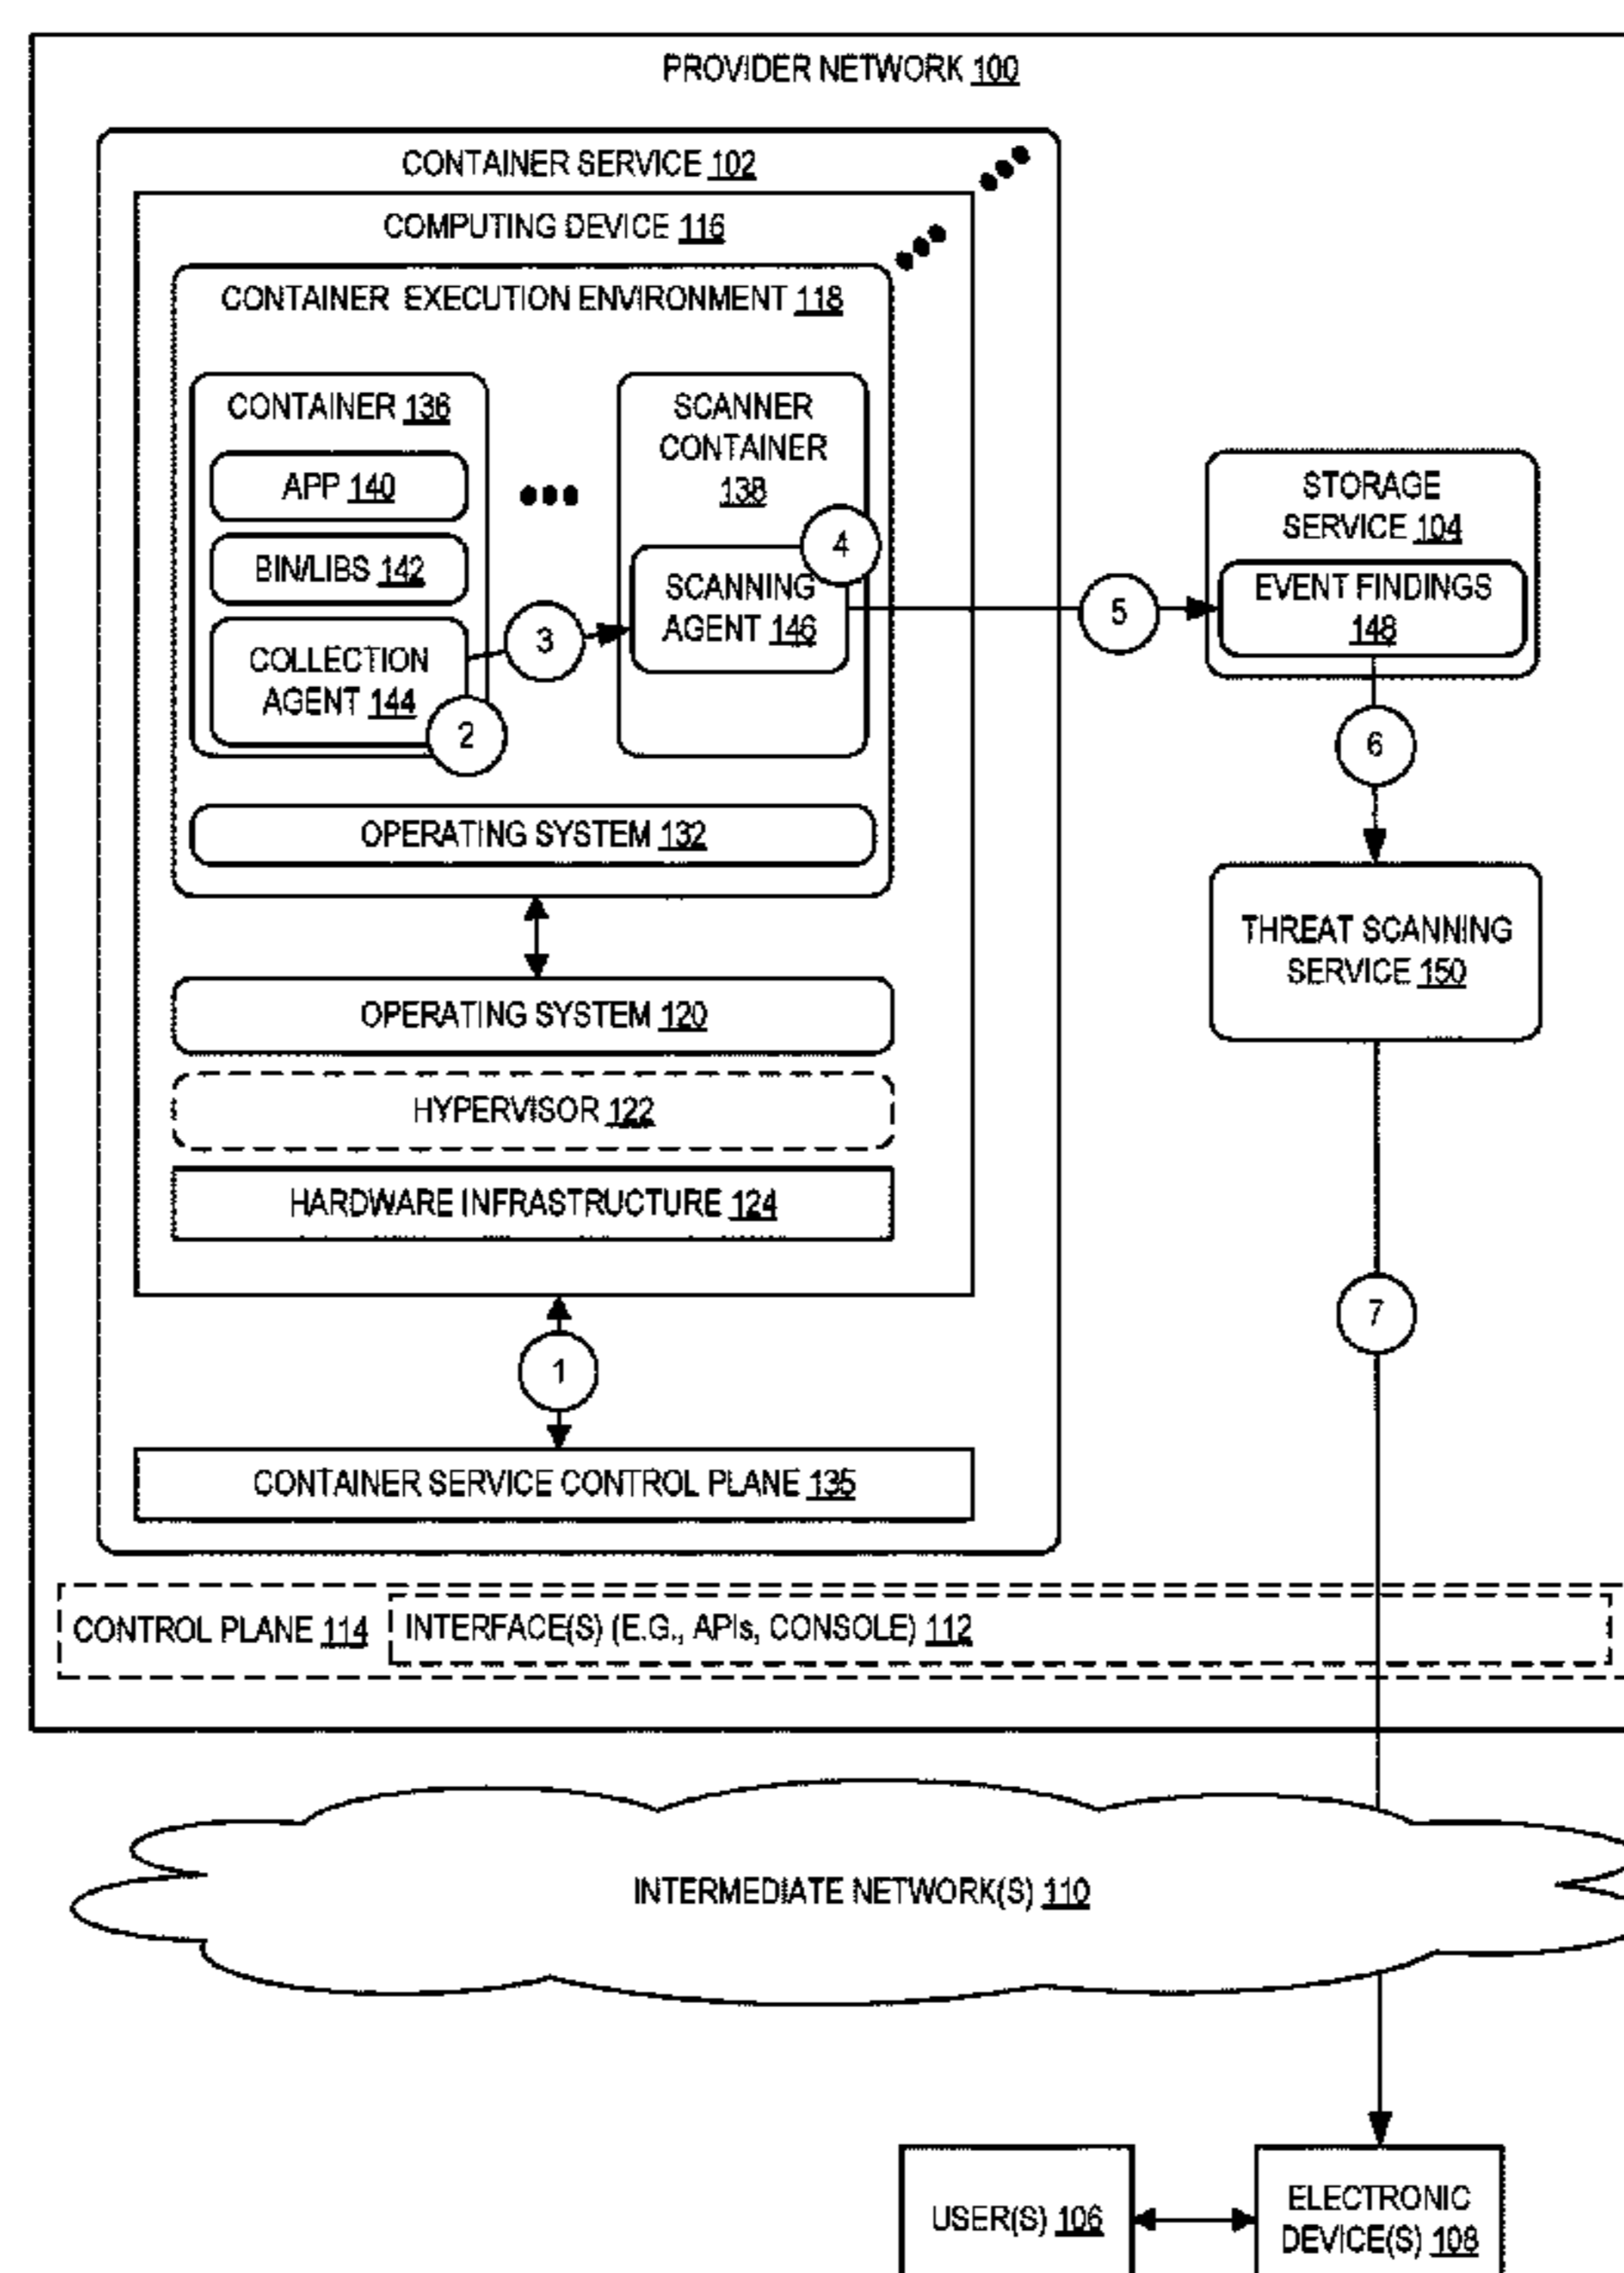 PROVIDER NETWORK 100
CONTAINER SERVICE 102
COMPUTING DEVICE 116
CONTAINER EXECUTION ENVIRONMENT 118
CONTAINER 136
APP 140
BIN/LIBS 142
COLLECTION
AGENT 144
2
3
SCANNER
CONTAINER
138
4
SCANNING
AGENT 146
5
STORAGE
SERVICE 104
EVENT FINDINGS
148
6
OPERATING SYSTEM 132
THREAT SCANNING
SERVICE 150
OPERATING SYSTEM 120
HYPERVISOR 122
HARDWARE INFRASTRUCTURE 124
7
1
CONTAINER SERVICE CONTROL PLANE 135
CONTROL PLANE 114
INTERFACE(S) (E.G., APIs, CONSOLE) 112
INTERMEDIATE NETWORK(S) 110
USER(S) 106
ELECTRONIC
DEVICE(S) 108